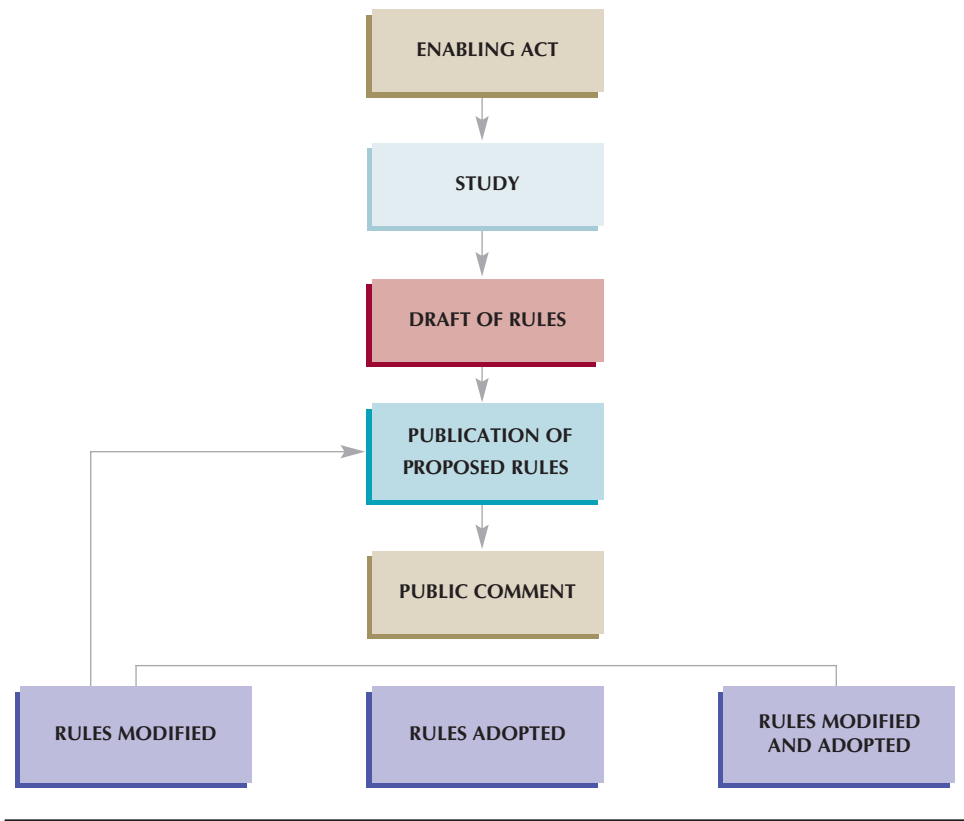 ENABLING ACT
STUDY
DRAFT OF RULES
PUBLICATION OF
PROPOSED RULES
PUBLIC COMMENT
RULES MODIFIED
RULES ADOPTED
RULES MODIFIED
AND ADOPTED